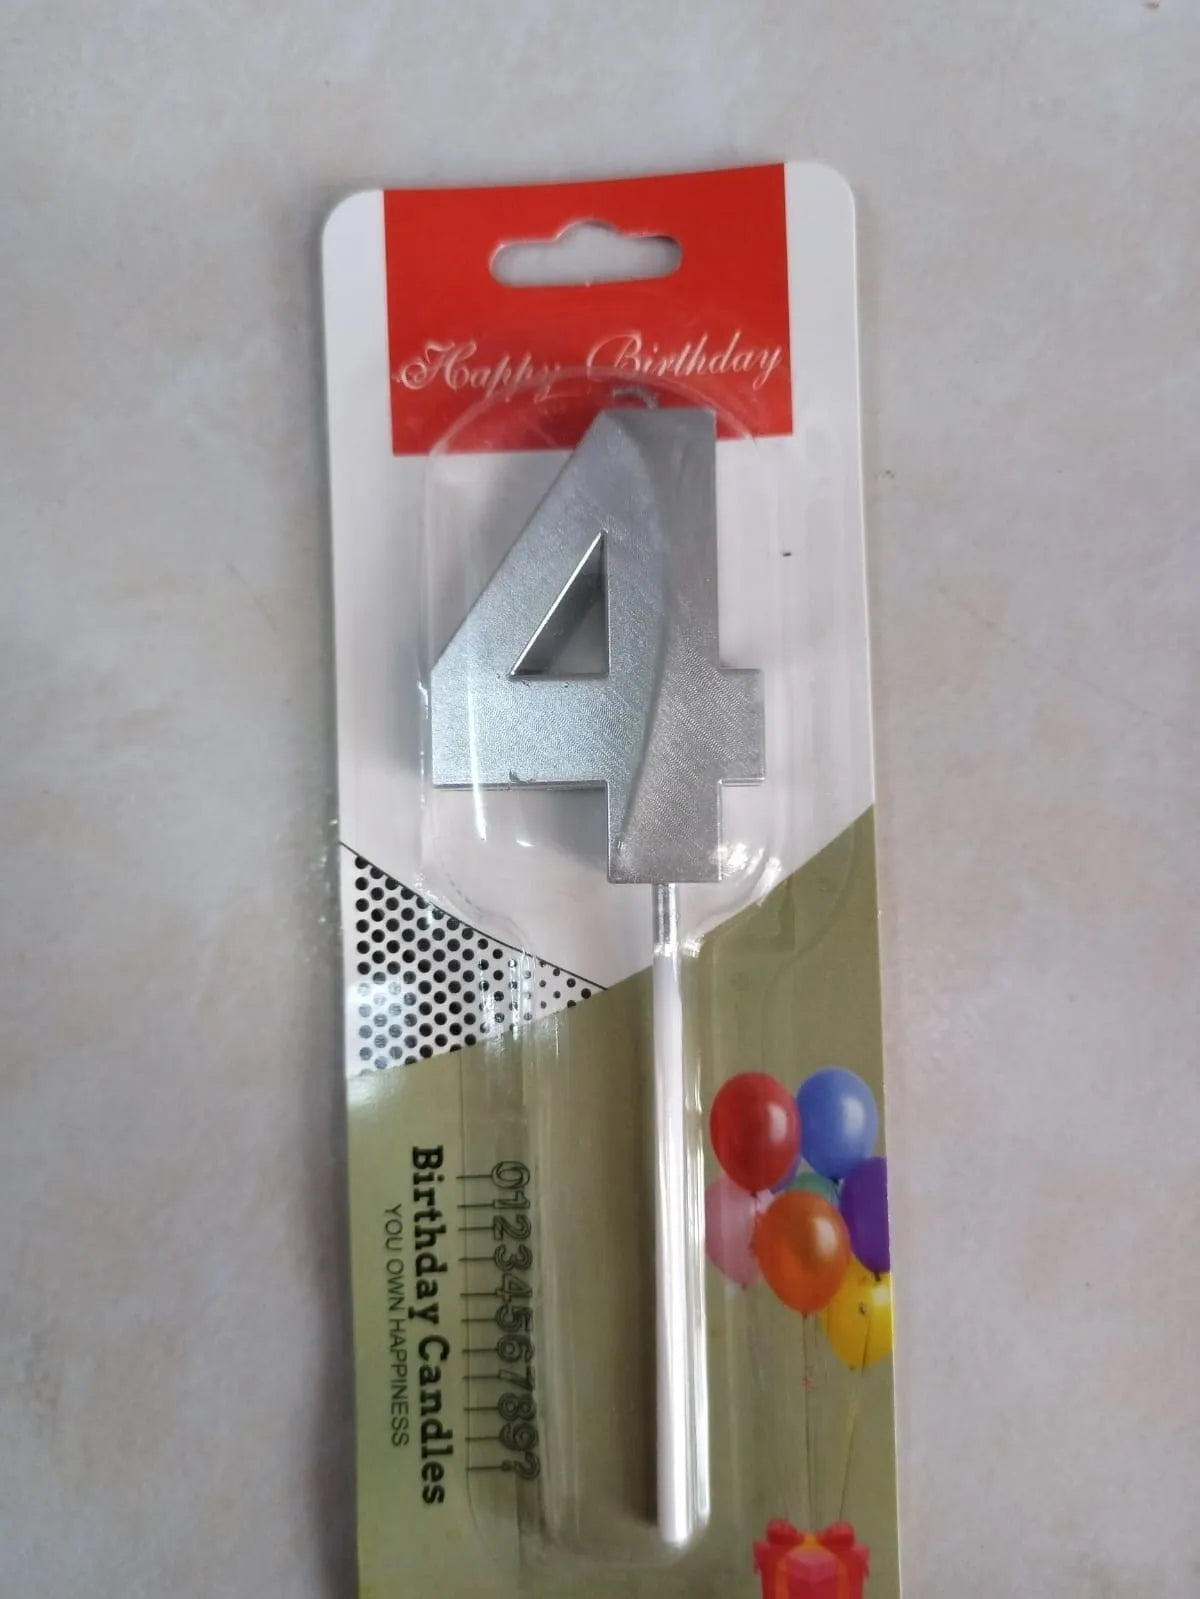 Happy Birthday
4
0123456789?
Birthday Candles
YOU OWN HAPPINESS